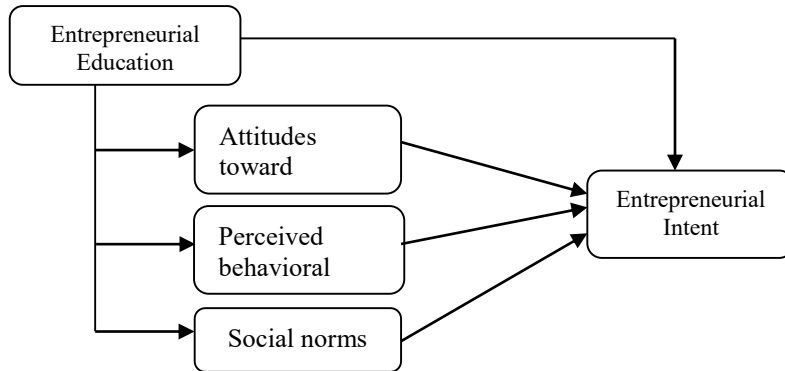 Entrepreneurial
Education
Attitudes
toward
Perceived
behavioral
Social norms
Entrepreneurial
Intent